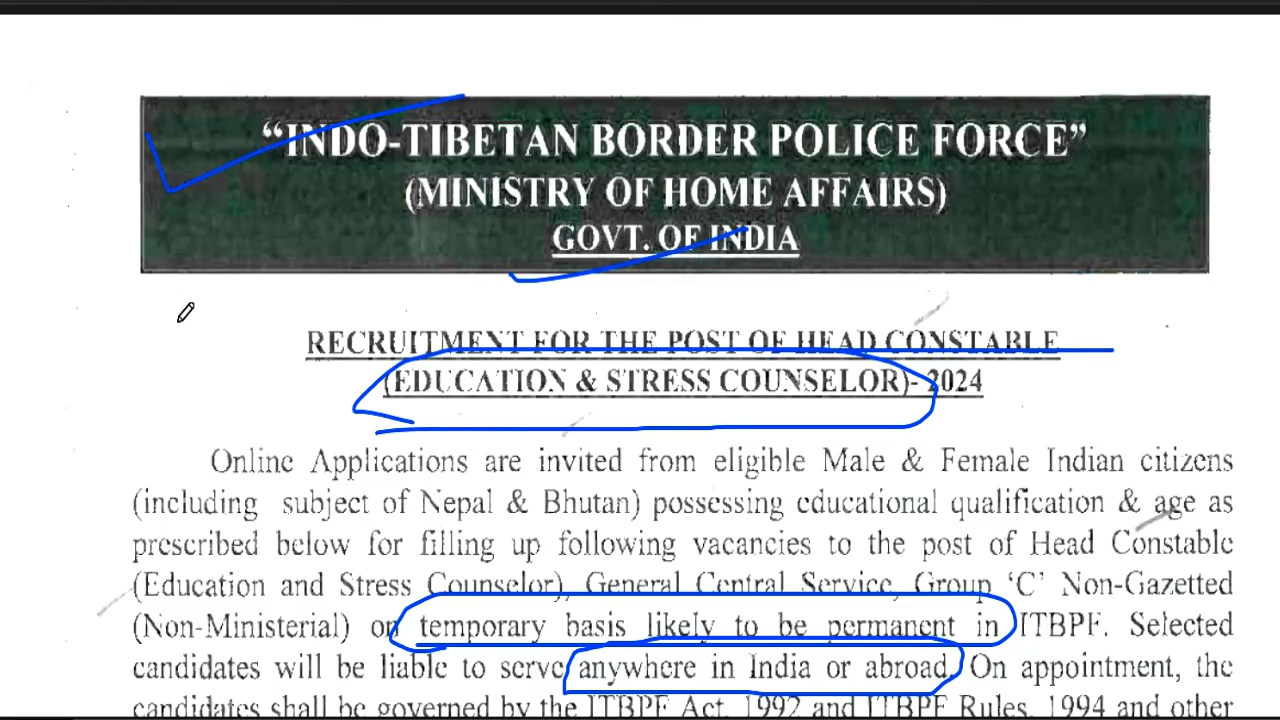 “INDO-TIBETAN BORDER POLICE FORCE”
(MINISTRY OF HOME AFFAIRS)
GOVT. OF INDIA
RECRUITMENT FOR THE POST OF HEAD CONSTABLE
(EDUCATION & STRESS COUNSELOR)- 2024
Online Applications are invited from eligible Male & Female Indian citizens
(including subject of Nepal & Bhutan) possessing educational qualification & age as
prescribed below for filling up following vacancies to the post of Head Constable
(Education and Stress Counselor), General Central Service, Group ‘C’ Non-Gazetted
(Non-Ministerial) on temporary basis likely to be permanent in ITBPF. Selected
candidates will be liable to serve anywhere in India or abroad. On appointment, the
candidates shall be governed by the ITBPF Act, 1992 and ITBPF Rules, 1994 and other